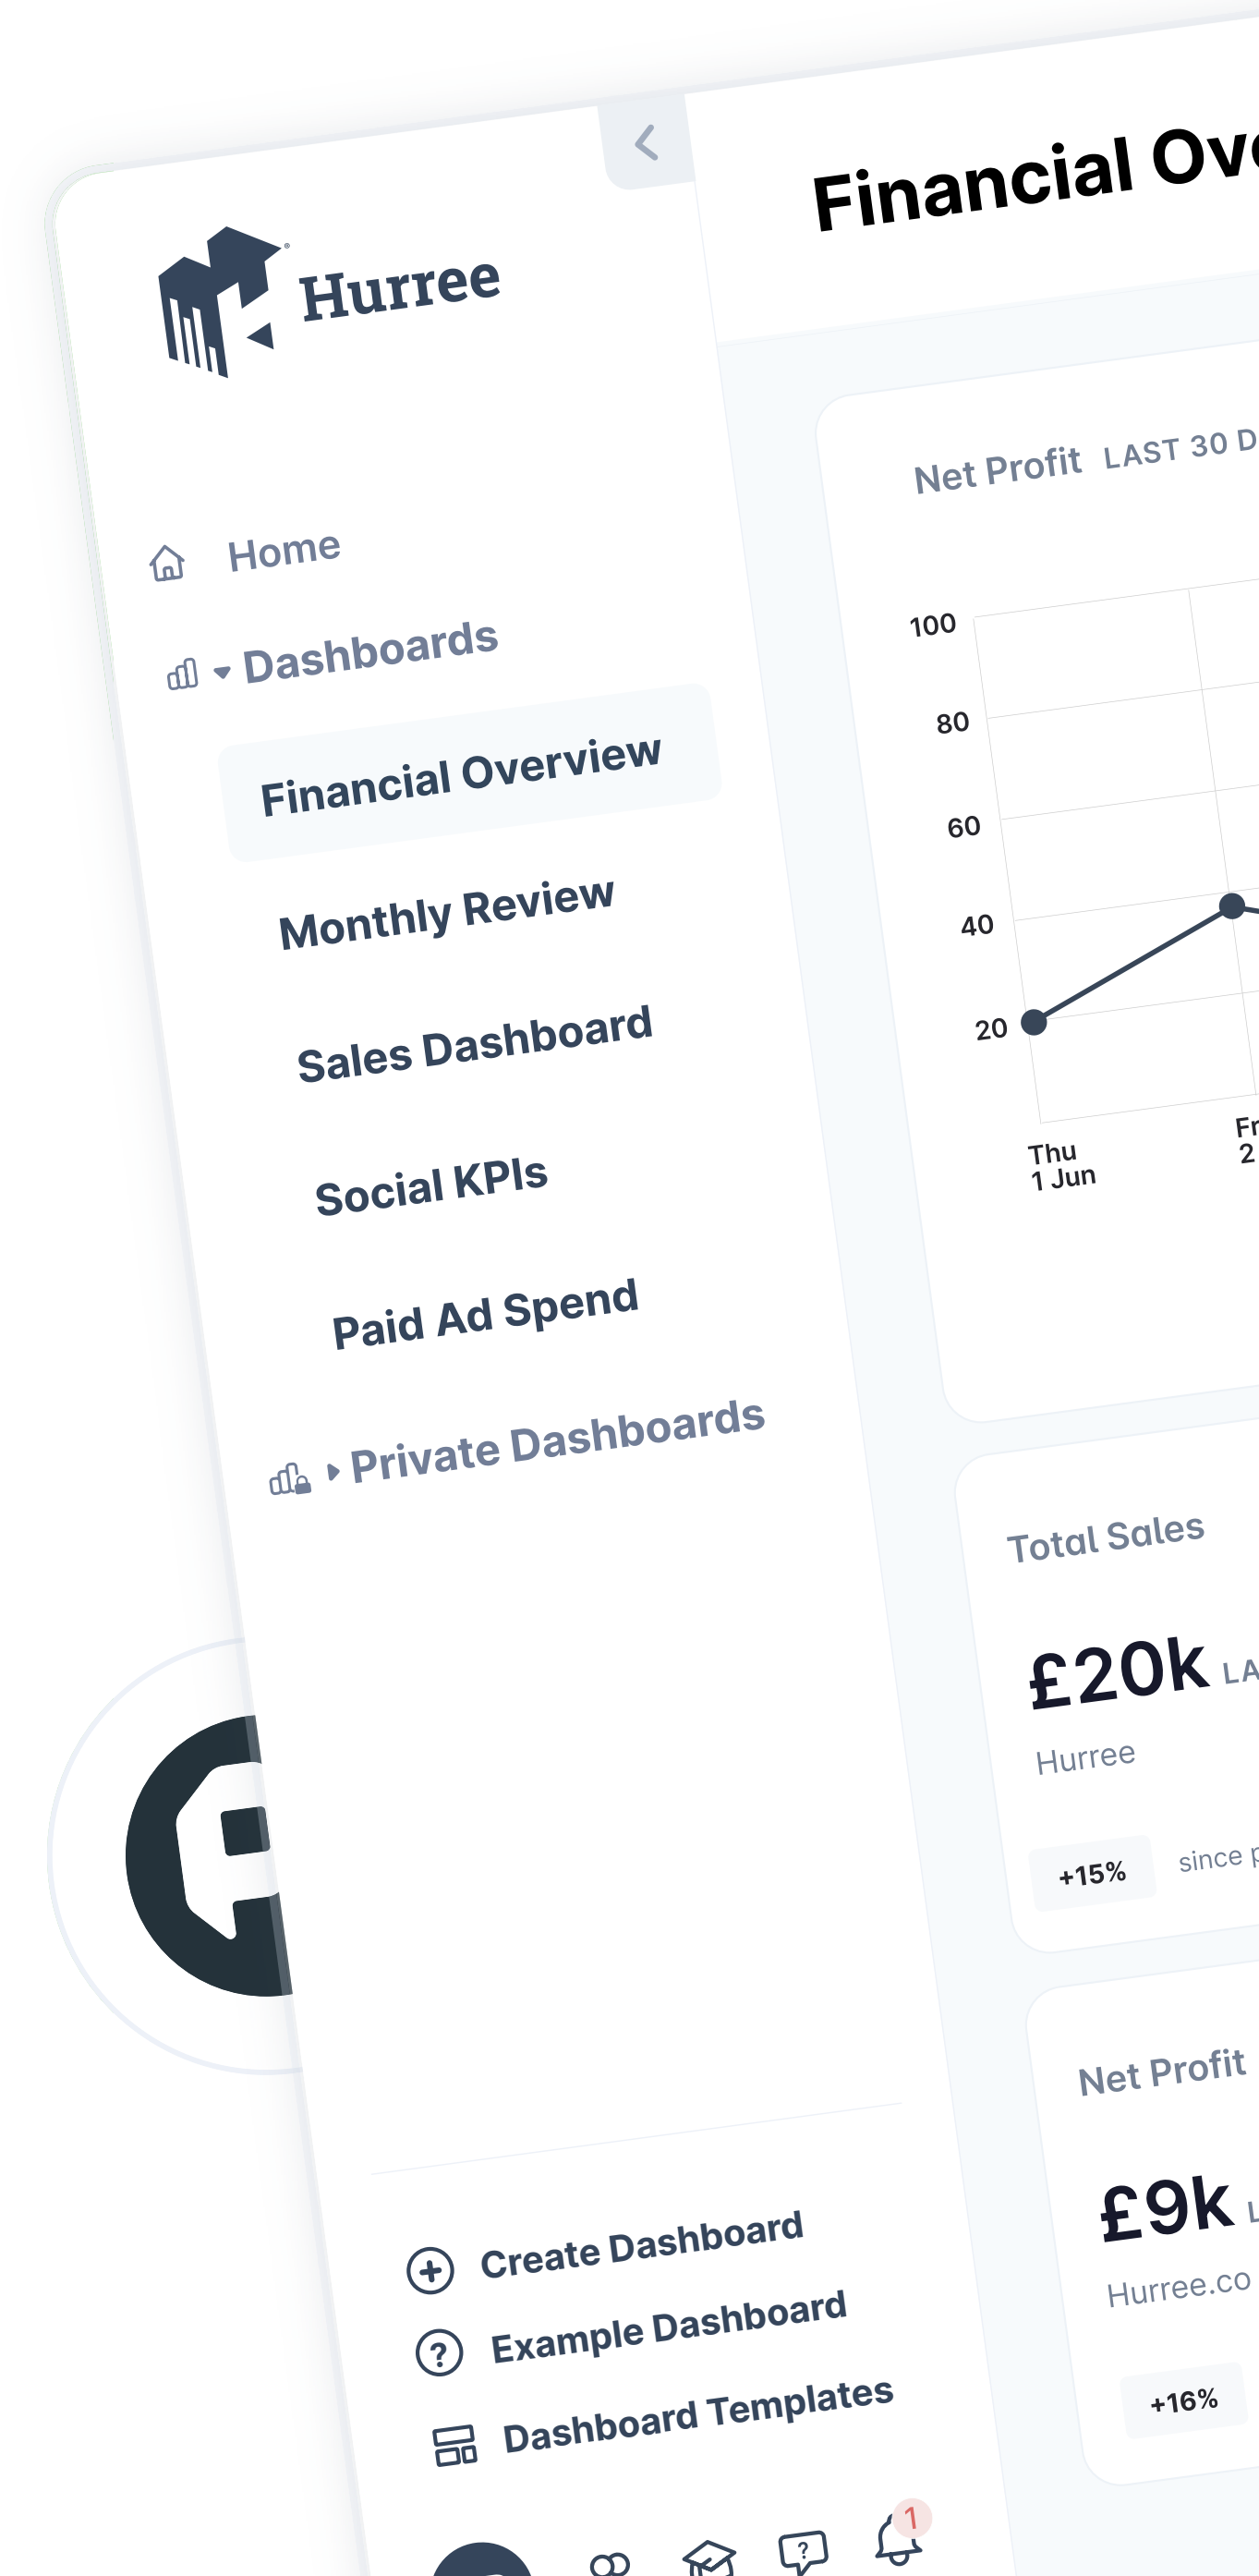 Hurree
Home
Dashboards
Financial Overview
Monthly Review
Sales Dashboard
Social KPIs
Paid Ad Spend
Private Dashboards
Create Dashboard
Example Dashboard
Dashboard Templates
1
Financial
Net Profit LAST 30
100
80
60
40
20
Thu
1 Jun
2
Total Sales
£20k
Hurree
+15%
since
Net Profit
£9k
Hurree.co
+16%